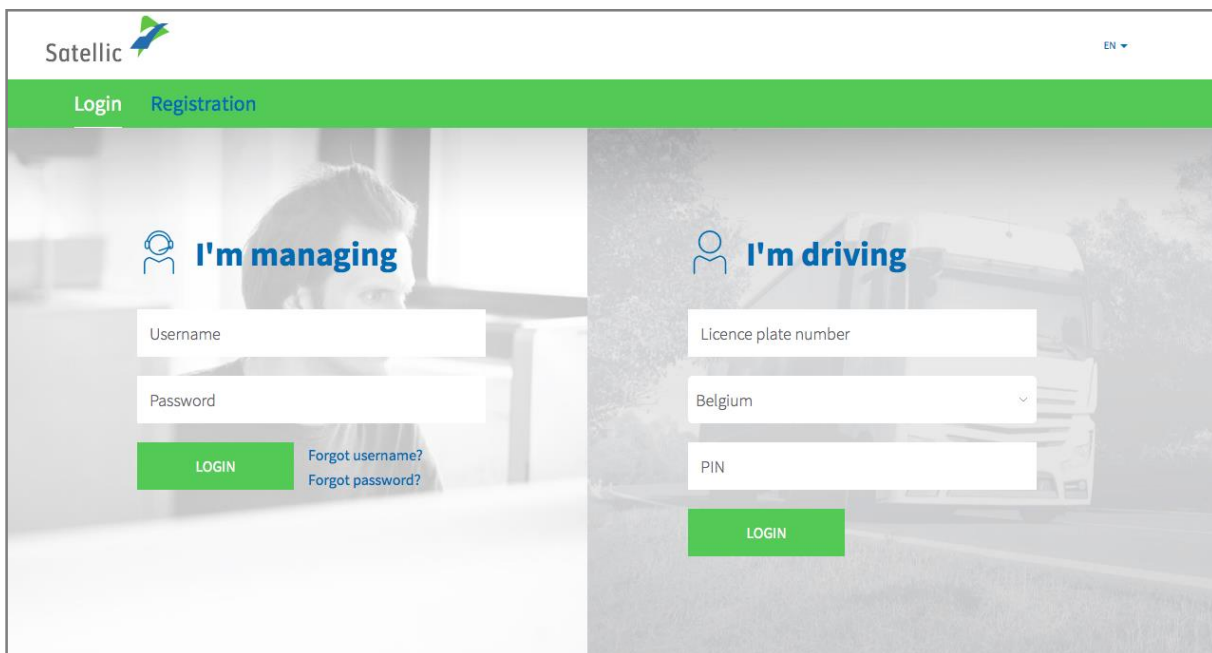 Satellic
EN
Login Registration
I'm managing
Username
Password
LOGIN
Forgot username?
Forgot password?
I'm driving
Licence plate number
Belgium
PIN
LOGIN